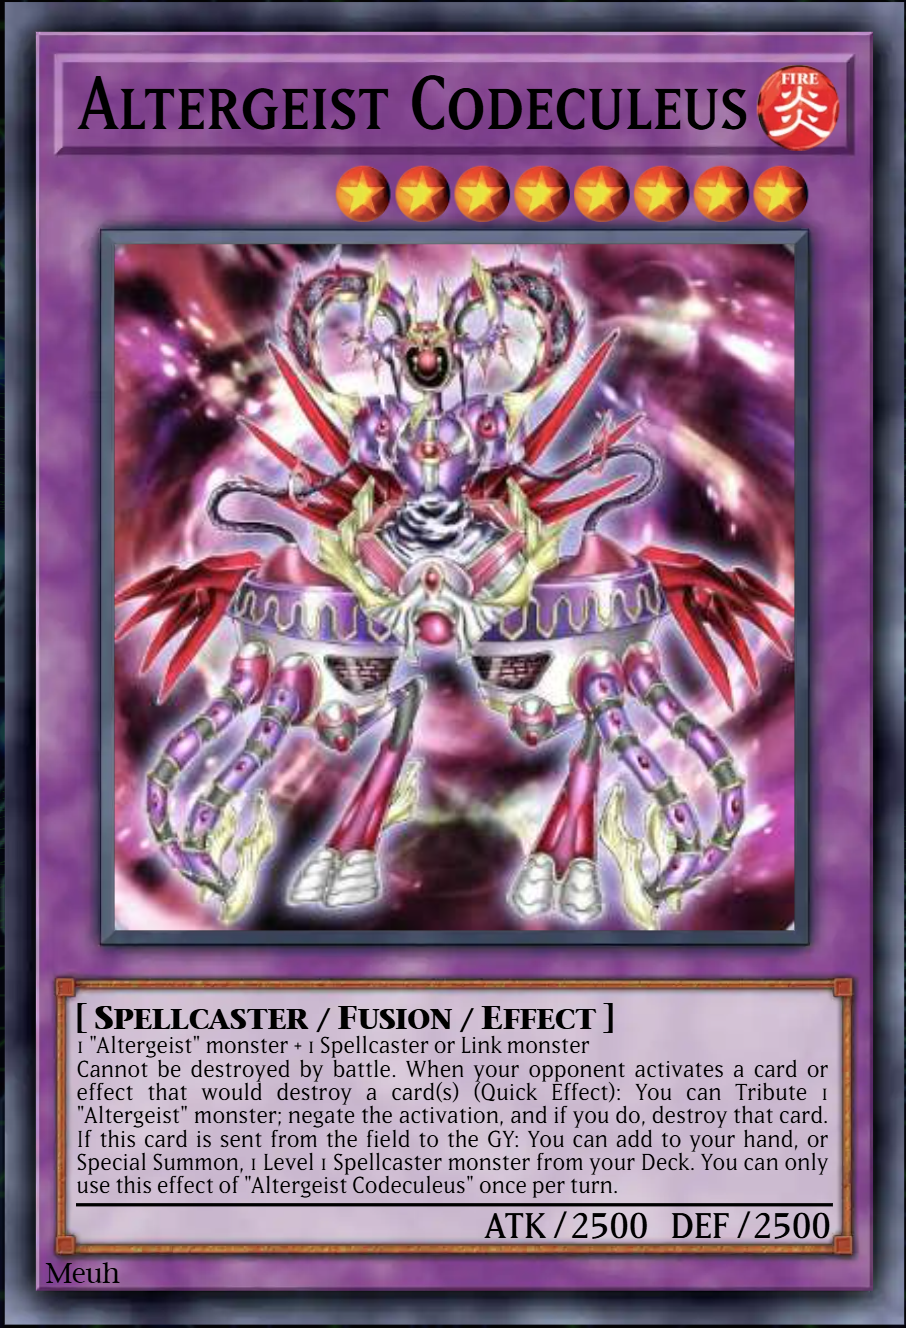 Altergeist Codeculeus
FIRE
炎
[ Spellcaster / Fusion / Effect ]
1 "Altergeist" monster + 1 Spellcaster or Link monster
Cannot be destroyed by battle. When your opponent activates a card or
effect that would destroy a card(s) (Quick Effect): You can Tribute 1
"Altergeist" monster; negate the activation, and if you do, destroy that card.
If this card is sent from the field to the GY: You can add to your hand, or
Special Summon, 1 Level 1 Spellcaster monster from your Deck. You can only
use this effect of "Altergeist Codeculeus" once per turn.
ATK/2500 DEF/2500
Meuh